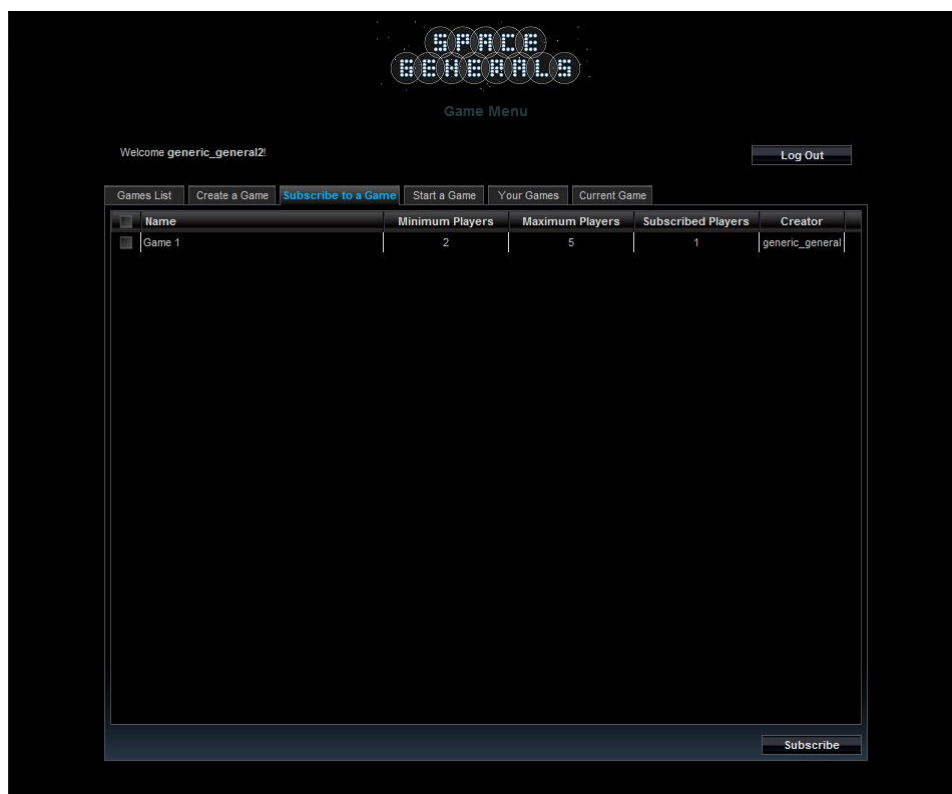 SPACE
GENERALS
Game Menu
Welcome generic_general2!
Log Out
Games List Create a Game Subscribe to a Game Start a Game Your Games Current Game
Name Minimum Players Maximum Players Subscribed Players Creator
Game 1 2 5 1 generic_general
Subscribe